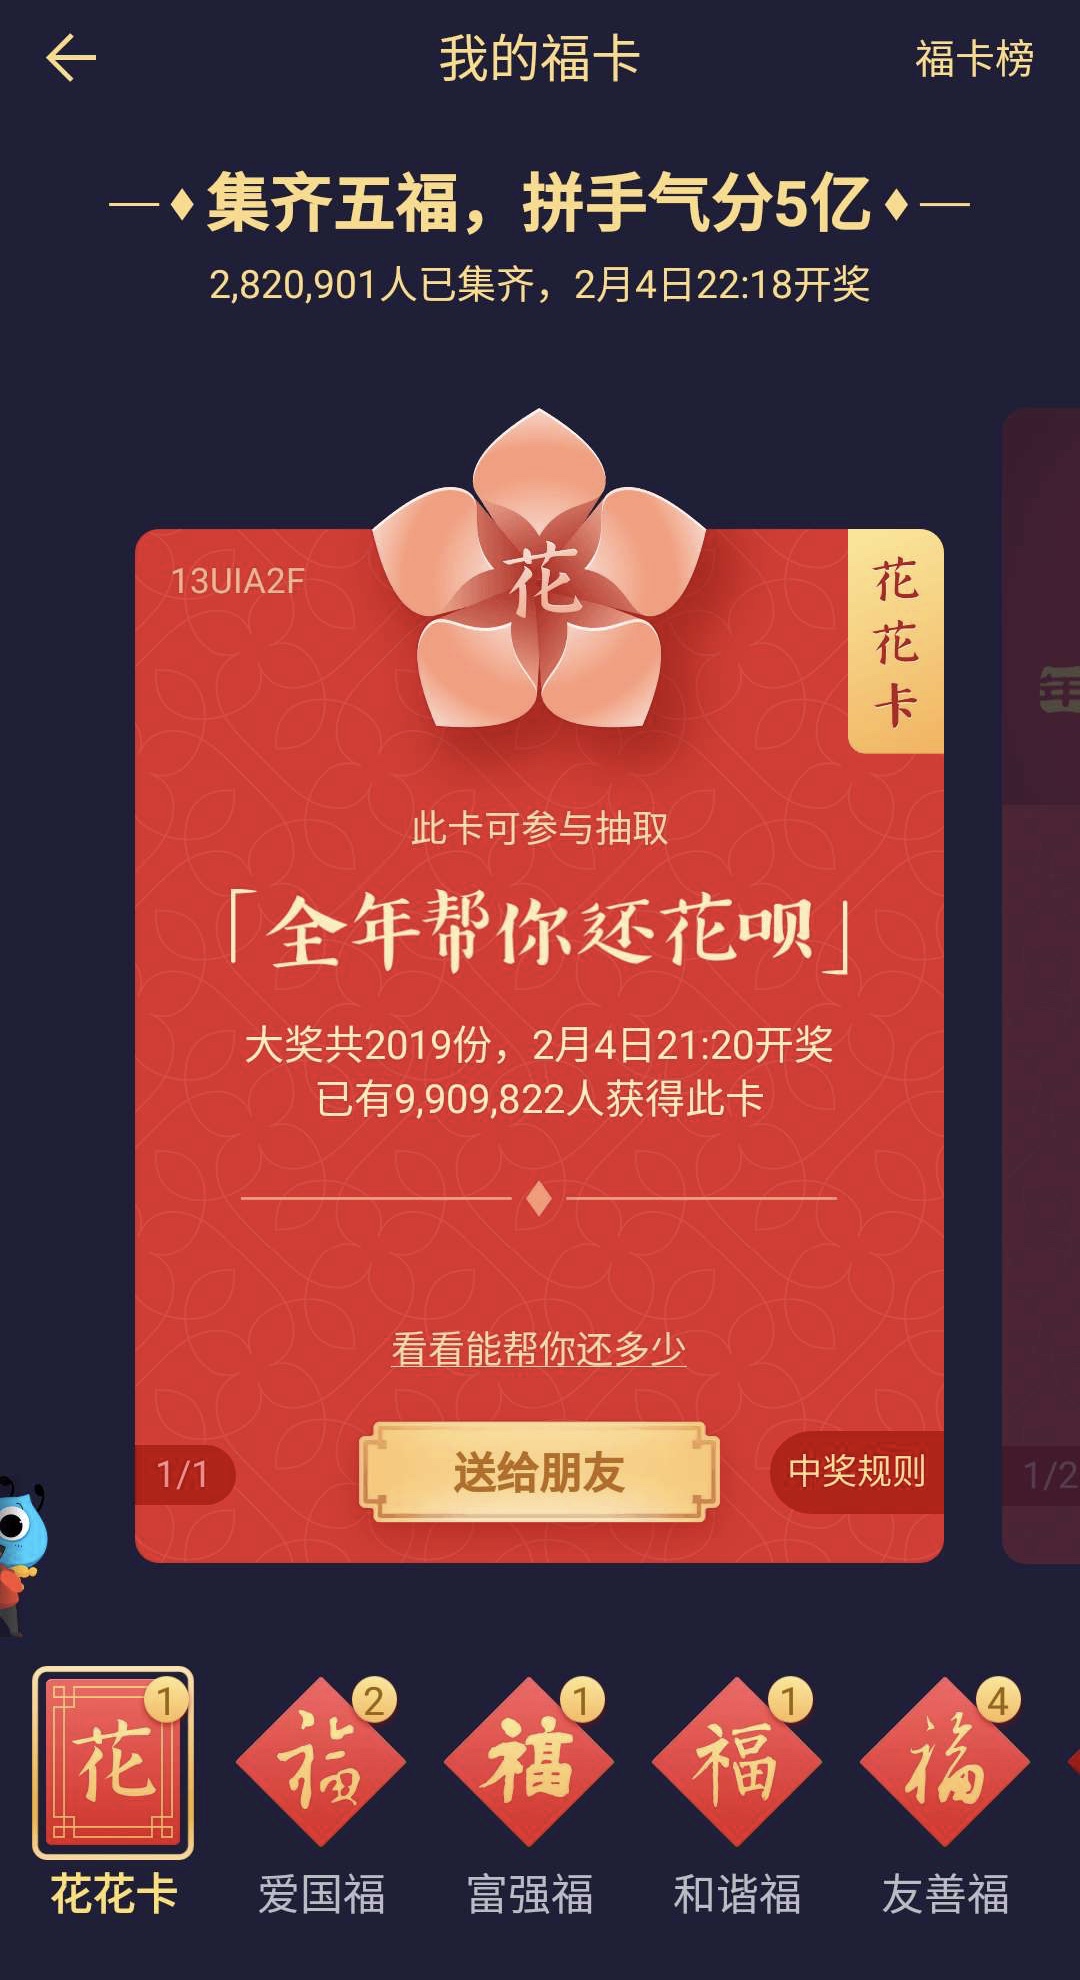 我的福卡
福卡榜
集齐五福，拼手气分5亿
2,820,901人已集齐，2月4日22:18开奖
花
13UIA2F
花花卡
此卡可参与抽取
「全年帮你还花呗」
大奖共2019份，2月4日21:20开奖
已有9,909,822人获得此卡
看看能帮你还多少
1/1
送给朋友
中奖规则
1/2
花
1
福
2
福
1
福
1
福
4
花花卡
爱国福
富强福
和谐福
友善福